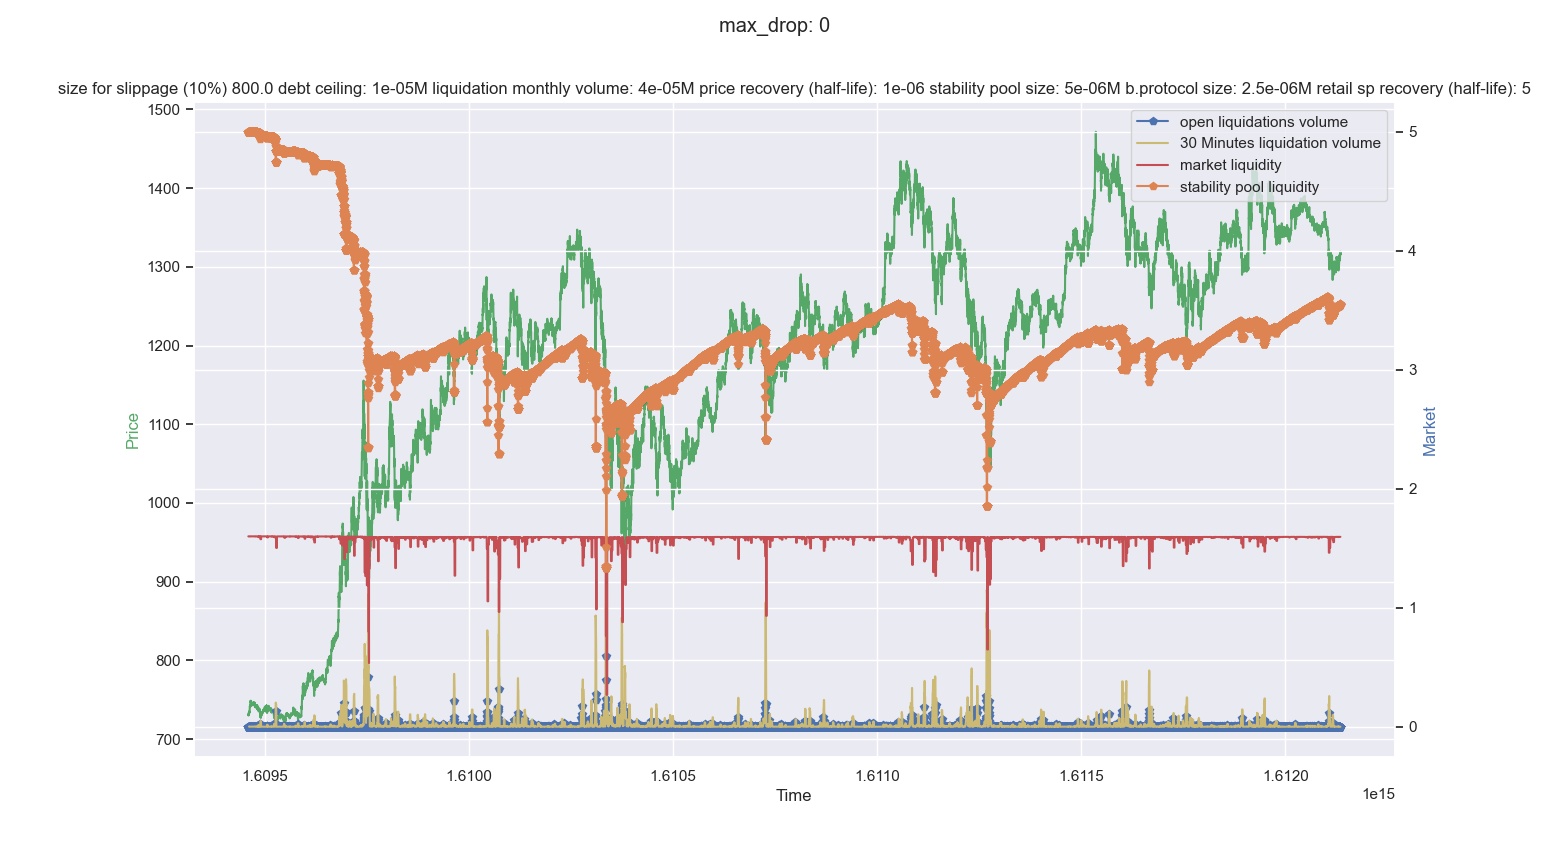 max_drop: 0
size for slippage (10%) 800.0 debt ceiling: 1e-05M liquidation monthly volume: 4e-05M price recovery (half-life): 1e-06 stability pool size: 5e-06M b.protocol size: 2.5e-06M retail sp recovery (half-life): 5
1500
1400
1300
1200
1100
1000
900
800
700
Price
open liquidations volume
30 Minutes liquidation volume
market liquidity
stability pool liquidity
5
4
3
2
1
0
Market
1.6095
1.6100
1.6105
1.6110
1.6115
1.6120
Time
1e15